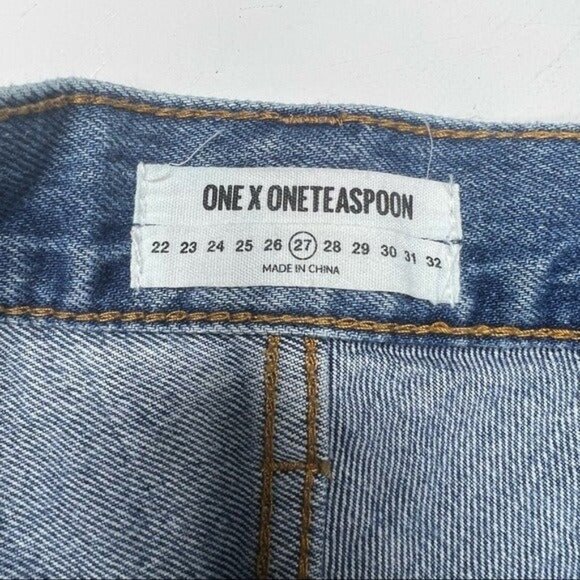 ONE X ONETEASPOON
22 23 24 25 26 27 28 29 30 31 32
MADE IN CHINA